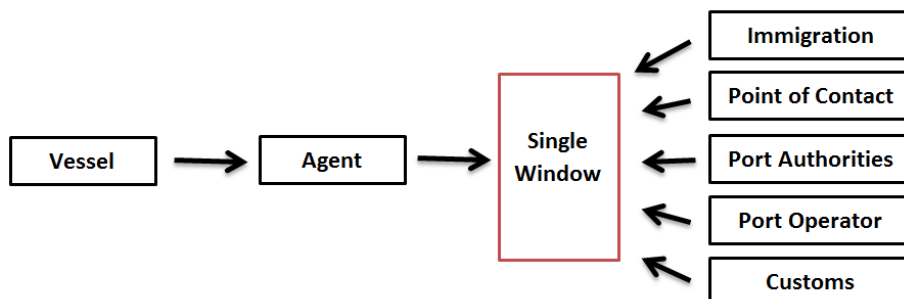 Vessel
Agent
Single
Window
Immigration
Point of Contact
Port Authorities
Port Operator
Customs